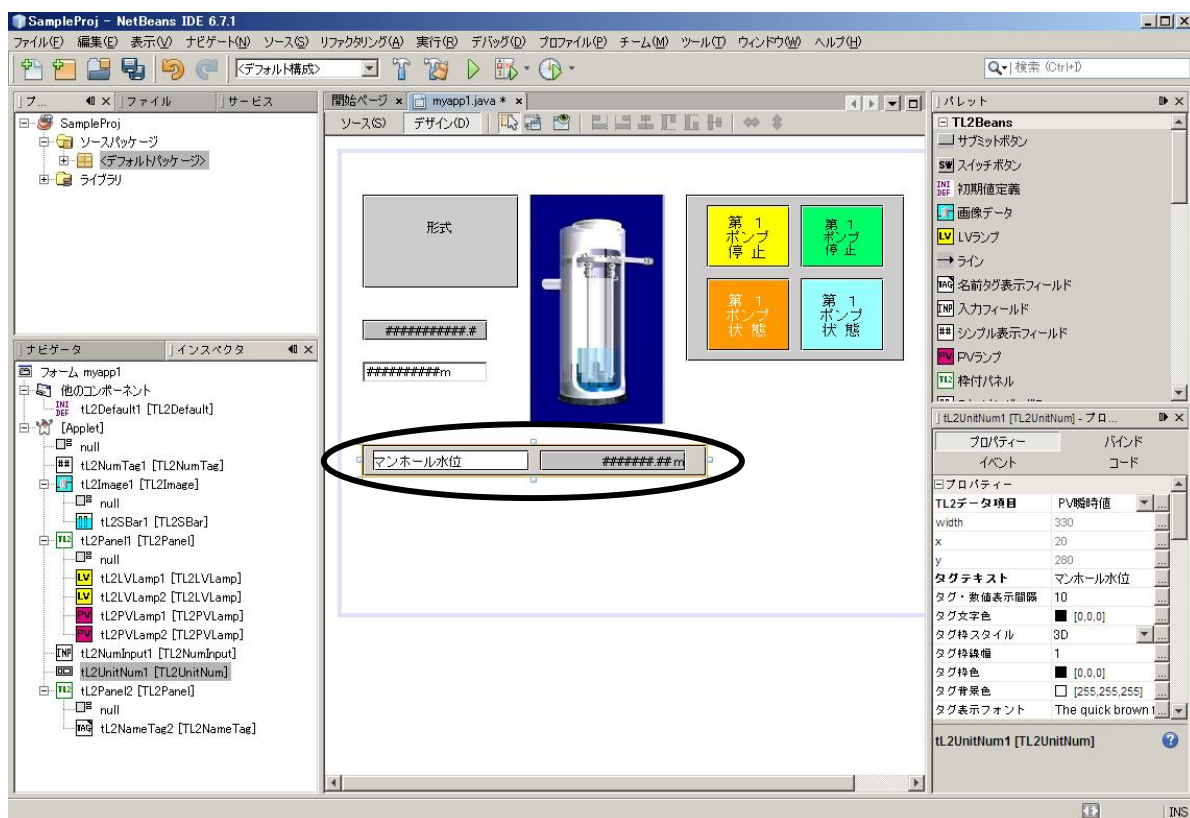 SampleProj - NetBeans IDE 6.7.1
ファイル(F) 編集(E) 表示(V) ナビゲート(N) ソース(S) リファクタリング(A) 実行(R) デバッグ(D) プロファイル(P) チーム(M) ツール(T) ウィンドウ(W) ヘルプ(H)
<デフォルト構成>
検索 (Ctrl+I)
プ...
ファイル
サービス
SampleProj
ソースパッケージ
<デフォルトパッケージ>
ライブラリ
ナビゲータ
インスペクタ
フォーム myapp1
他のコンポーネント
INI DEF tL2Default1 [TL2Default]
[Applet]
null
## tL2NumTag1 [TL2NumTag]
tL2Image1 [TL2Image]
null
tL2SBar1 [TL2SBar]
TL2 tL2Panel1 [TL2Panel]
null
LV tL2LVLamp1 [TL2LVLamp]
LV tL2LVLamp2 [TL2LVLamp]
PV tL2PVLamp1 [TL2PVLamp]
PV tL2PVLamp2 [TL2PVLamp]
INP tL2NumInput1 [TL2NumInput]
tL2UnitNum1 [TL2UnitNum]
TL2 tL2Panel2 [TL2Panel]
null
TAG tL2NameTag2 [TL2NameTag]
開始ページ
myapp1.java *
ソース(S) デザイン(D)
形式
###########.#
##########m
第 1
ポンプ
停 止
第 1
ポンプ
停 止
第 1
ポンプ
状 態
第 1
ポンプ
状 態
マンホール水位
#######.##m
パレット
TL2Beans
サブミットボタン
SW スイッチボタン
INI DEF 初期値定義
画像データ
LV LVランプ
ライン
TAG 名前タグ表示フィールド
INP 入力フィールド
## シンプル表示フィールド
PV PVランプ
TL2 枠付パネル
tL2UnitNum1 [TL2UnitNum] - プロ...
プロパティー
バインド
イベント
コード
プロパティー
TL2データ項目 PV瞬時値
width 330
x 20
y 280
タグテキスト マンホール水位
タグ・数値表示間隔 10
タグ文字色 [0,0,0]
タグ枠スタイル 3D
タグ枠線幅 1
タグ枠色 [0,0,0]
タグ背景色 [255,255,255]
タグ表示フォント The quick brown
tL2UnitNum1 [TL2UnitNum]
INS